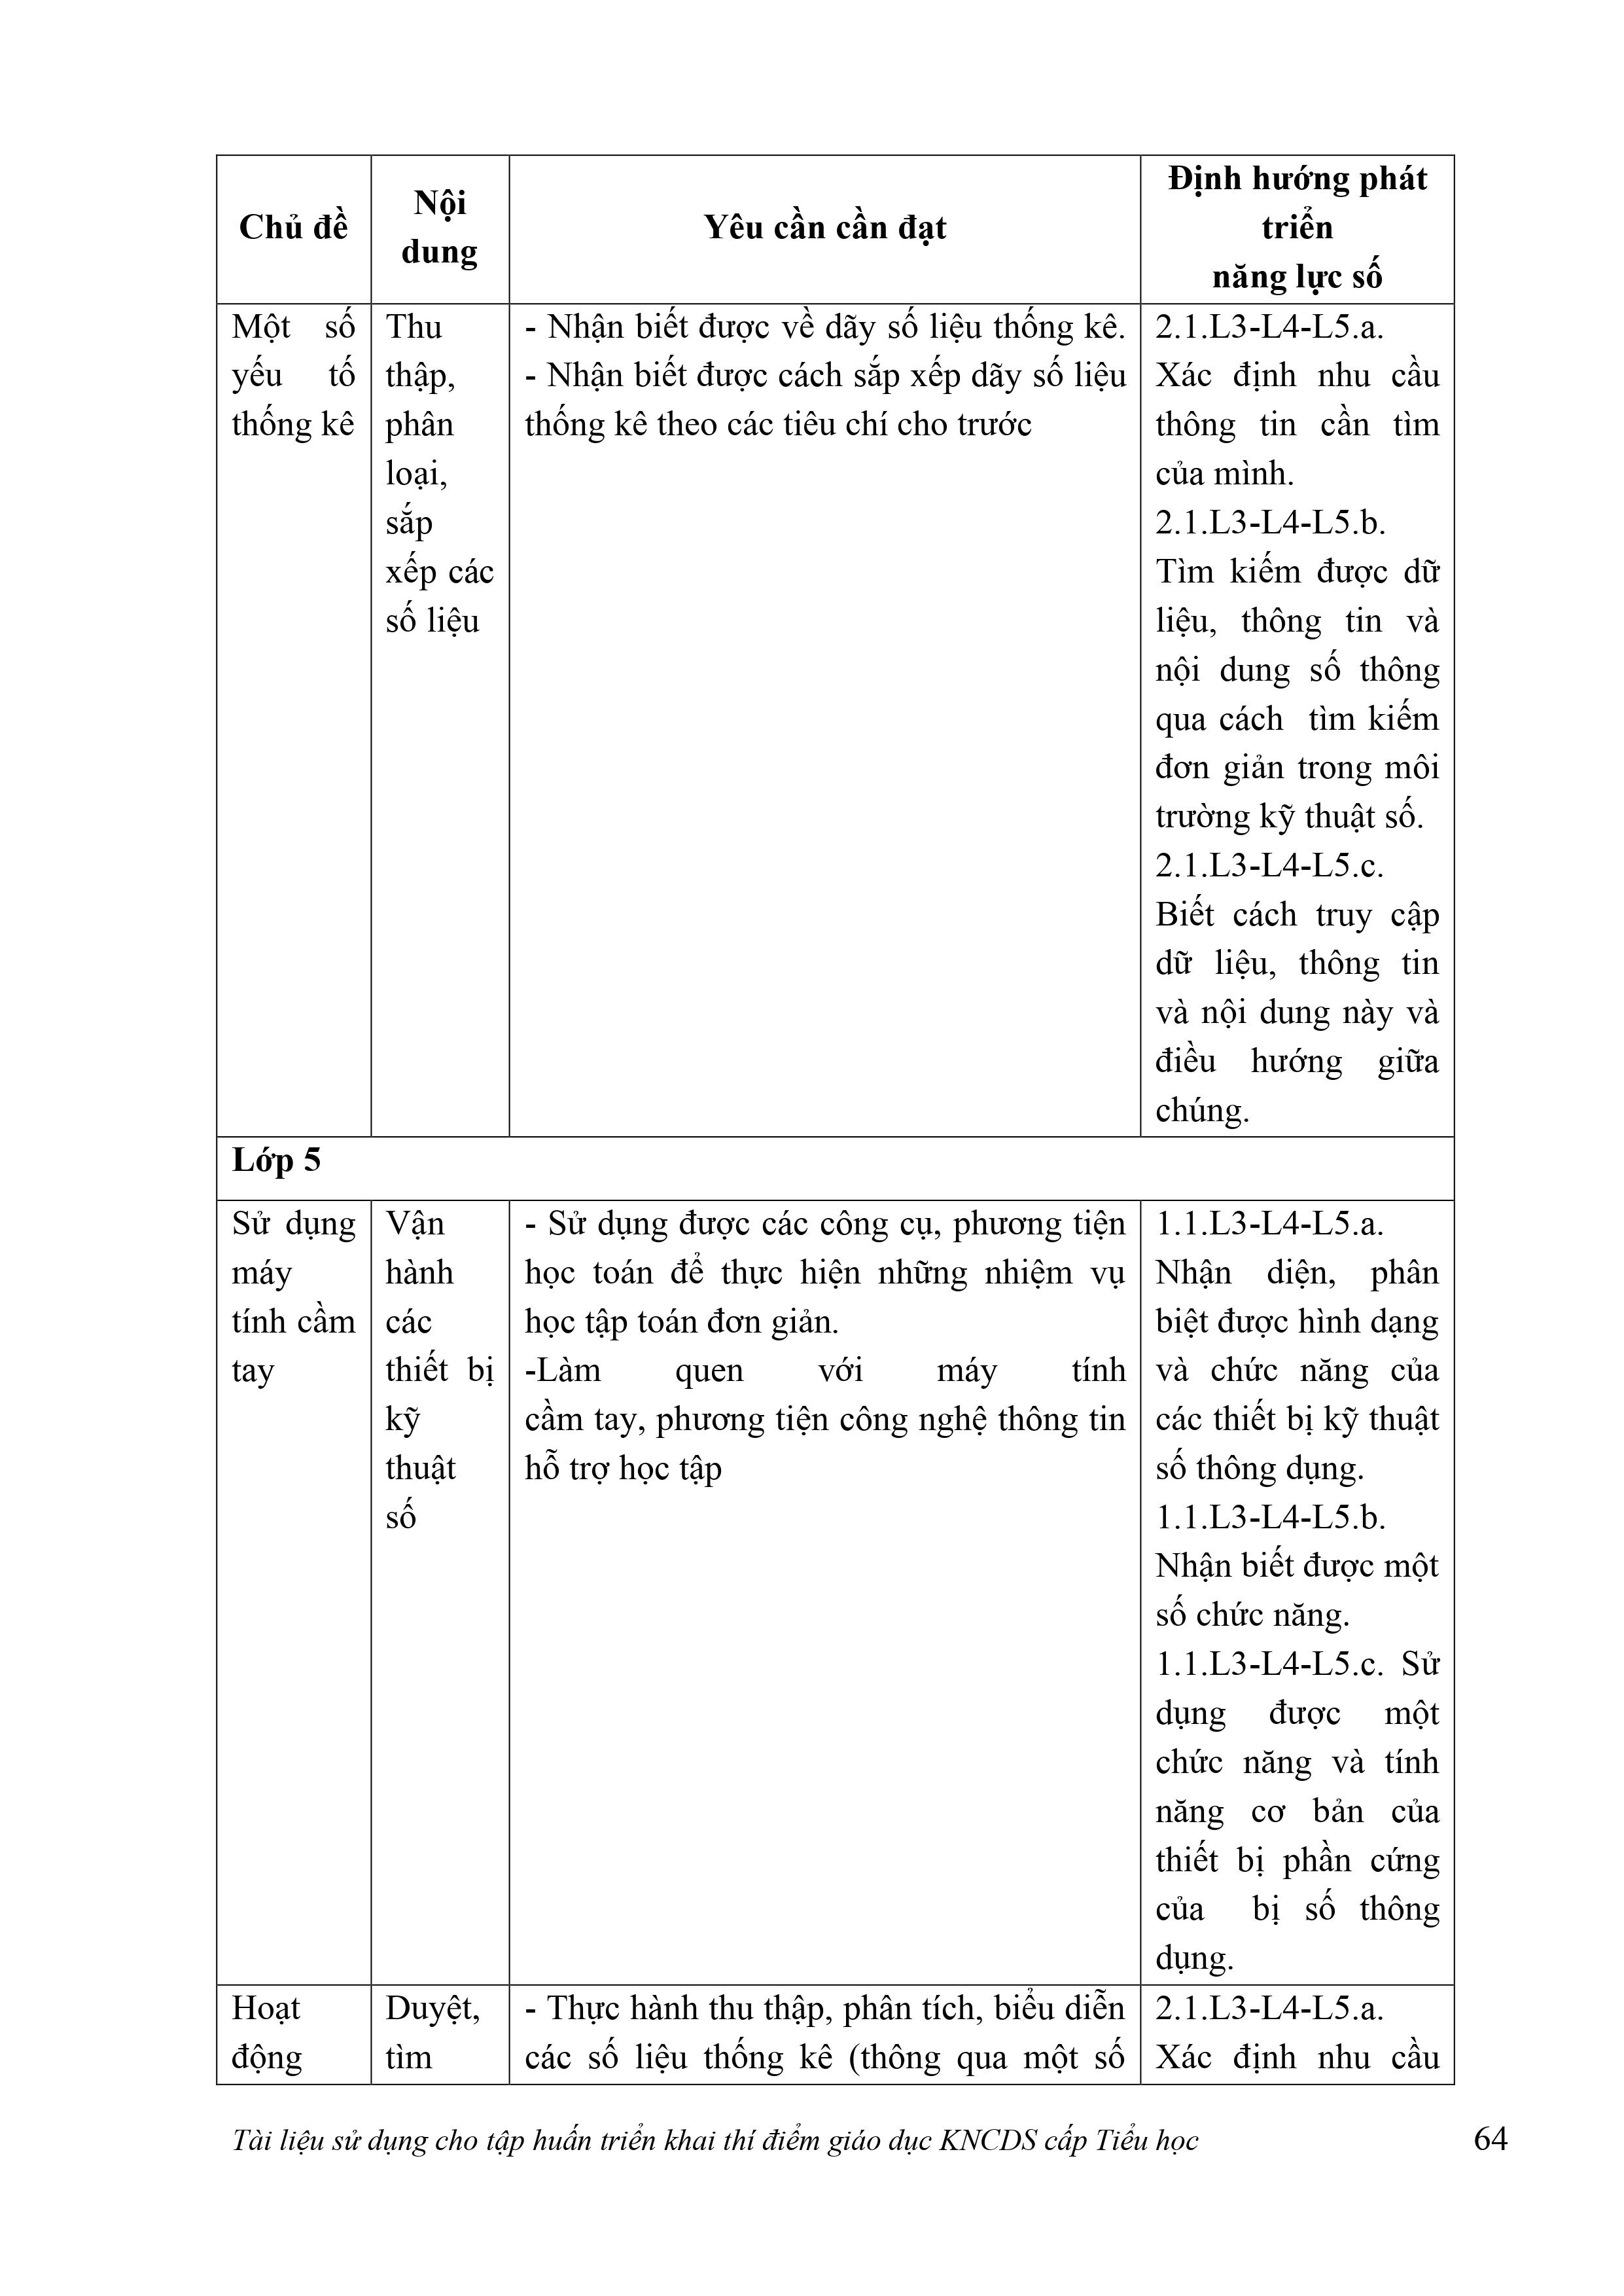 Chủ đề
Nội
dung
Yêu cần cần đạt
Định hướng phát
triển
năng lực số
Một số
yếu tố
thống kê
Thu
thập,
phân
loại,
sắp
xếp các
số liệu
- Nhận biết được về dãy số liệu thống kê.
- Nhận biết được cách sắp xếp dãy số liệu
thống kê theo các tiêu chí cho trước
2.1.L3-L4-L5.a.
Xác định nhu cầu
thông tin cần tìm
của mình.
2.1.L3-L4-L5.b.
Tìm kiếm được dữ
liệu, thông tin và
nội dung số thông
qua cách tìm kiếm
đơn giản trong môi
trường kỹ thuật số.
2.1.L3-L4-L5.c.
Biết cách truy cập
dữ liệu, thông tin
và nội dung này và
điều hướng giữa
chúng.
Lớp 5
Sử dụng
máy
tính cầm
tay
Vận
hành
các
thiết bị
kỹ
thuật
số
- Sử dụng được các công cụ, phương tiện
học toán để thực hiện những nhiệm vụ
học tập toán đơn giản.
-Làm quen với máy tính
cầm tay, phương tiện công nghệ thông tin
hỗ trợ học tập
1.1.L3-L4-L5.a.
Nhận diện, phân
biệt được hình dạng
và chức năng của
các thiết bị kỹ thuật
số thông dụng.
1.1.L3-L4-L5.b.
Nhận biết được một
số chức năng.
1.1.L3-L4-L5.c. Sử
dụng được một
chức năng và tính
năng cơ bản của
thiết bị phần cứng
của bị số thông
dụng.
Hoạt
động
Duyệt,
tìm
- Thực hành thu thập, phân tích, biểu diễn
các số liệu thống kê (thông qua một số
2.1.L3-L4-L5.a.
Xác định nhu cầu
Tài liệu sử dụng cho tập huấn triển khai thí điểm giáo dục KNCDS cấp Tiểu học
64